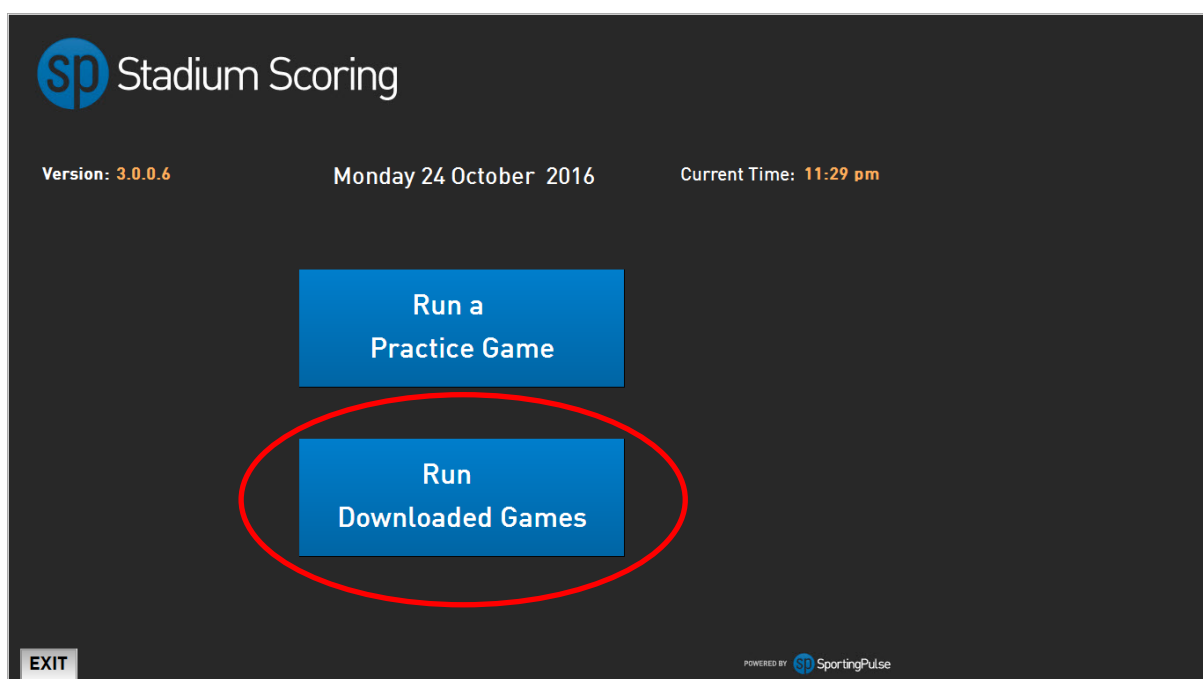 sp Stadium Scoring
Version: 3.0.0.6 Monday 24 October 2016 Current Time: 11:29 pm
Run a
Practice Game
Run
Downloaded Games
EXIT
POWERED BY sp SportingPulse